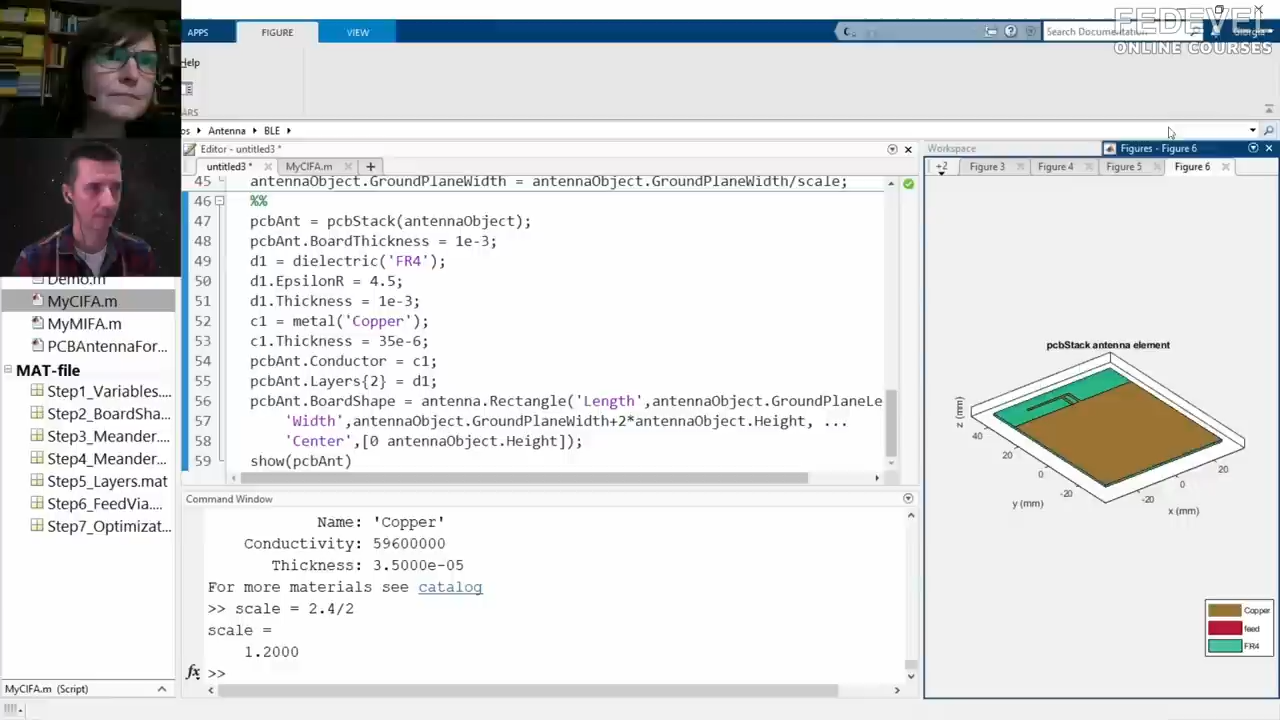 FEDEVEL
ONLINE COURSES
APPS
FIGURE
VIEW
Search Documentation
Help
ARS
os
Antenna
BLE
Editor - untitled3 *
untitled3 *
MyCIFA.m
+
45 antennaObject.GroundPlaneWidth = antennaObject.GroundPlaneWidth/scale;
46 %%
47 pcbAnt = pcbStack(antennaObject);
48 pcbAnt.BoardThickness = 1e-3;
49 d1 = dielectric('FR4');
50 d1.EpsilonR = 4.5;
51 d1.Thickness = 1e-3;
52 c1 = metal('Copper');
53 c1.Thickness = 35e-6;
54 pcbAnt.Conductor = c1;
55 pcbAnt.Layers{2} = d1;
56 pcbAnt.BoardShape = antenna.Rectangle('Length',antennaObject.GroundPlaneLe
57 'Width',antennaObject.GroundPlaneWidth+2*antennaObject.Height, ...
58 'Center',[0 antennaObject.Height]);
59 show(pcbAnt)
Demo.m
MyCIFA.m
MyMIFA.m
PCBAntennaFor...
MAT-file
Step1_Variables....
Step2_BoardSha...
Step3_Meander...
Step4_Meander...
Step5_Layers.mat
Step6_FeedVia....
Step7_Optimizat...
MyCIFA.m (Script)
Command Window
Name: 'Copper'
Conductivity: 59600000
Thickness: 3.5000e-05
For more materials see catalog
>> scale = 2.4/2
scale =
1.2000
fx >>
Workspace
Figures - Figure 6
+2
Figure 3
Figure 4
Figure 5
Figure 6
pcbStack antenna element
z (mm)
40
20
0
-20
y (mm)
-20
0
20
x (mm)
Copper
feed
FR4